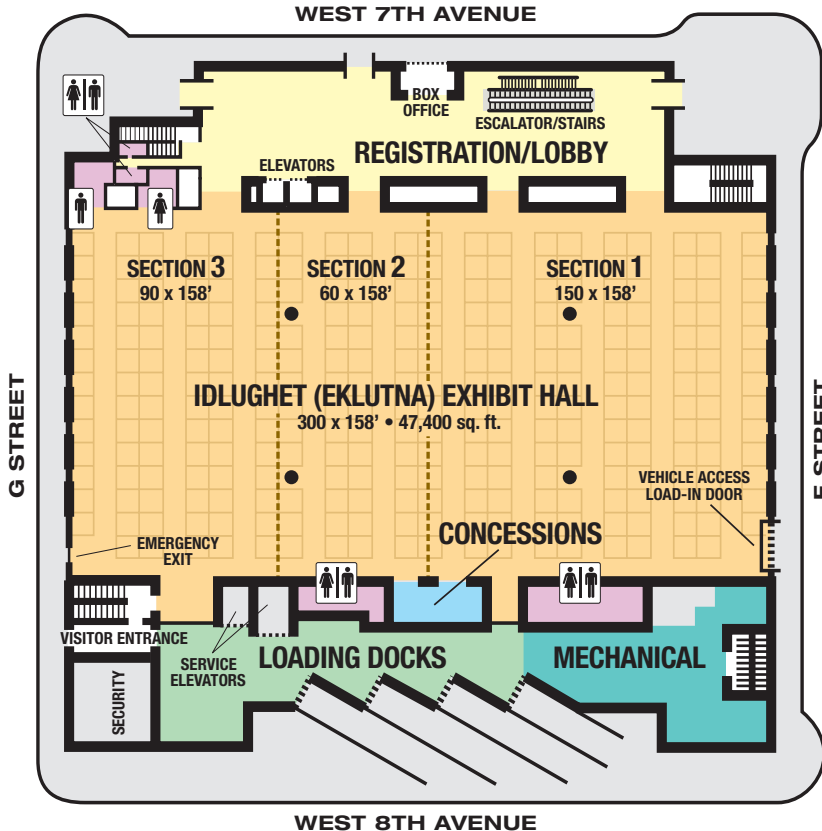 WEST 7TH AVENUE
BOX
OFFICE
ESCALATOR/STAIRS
ELEVATORS
REGISTRATION/LOBBY
SECTION 3
90 x 158’
SECTION 2
60 x 158’
SECTION 1
150 x 158’
IDLUGHET (EKLUTNA) EXHIBIT HALL
300 x 158’ • 47,400 sq. ft.
G STREET
STREET
VEHICLE ACCESS
LOAD-IN DOOR
CONCESSIONS
EMERGENCY
EXIT
VISITOR ENTRANCE
SERVICE
ELEVATORS
LOADING DOCKS
MECHANICAL
SECURITY
WEST 8TH AVENUE